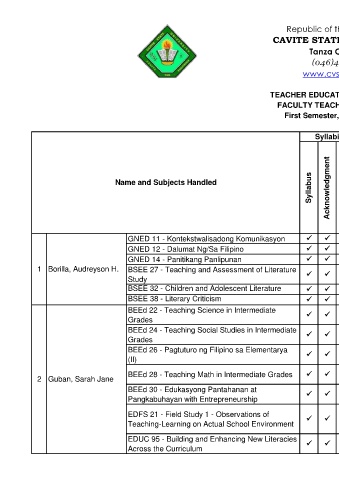 Republic of th
CAVITE STATI
Tanza C
(046)4
www.cvs
TEACHER EDUCAT
FACULTY TEACH
First Semester,
Syllabi
Name and Subjects Handled
Syllabus
Acknowledgment
1 Borilla, Audreyson H.
GNED 11 - Kontekstwalisadong Komunikasyon ✓ ✓
GNED 12 - Dalumat Ng/Sa Filipino ✓ ✓
GNED 14 - Panitikang Panlipunan ✓ ✓
BSEE 27 - Teaching and Assessment of Literature
Study ✓ ✓
BSEE 32 - Children and Adolescent Literature ✓ ✓
BSEE 38 - Literary Criticism ✓ ✓
2 Guban, Sarah Jane
BEEd 22 - Teaching Science in Intermediate
Grades ✓ ✓
BEEd 24 - Teaching Social Studies in Intermediate
Grades ✓ ✓
BEEd 26 - Pagtuturo ng Filipino sa Elementarya
(II) ✓ ✓
BEEd 28 - Teaching Math in Intermediate Grades ✓ ✓
BEEd 30 - Edukasyong Pantahanan at
Pangkabuhayan with Entrepreneurship ✓ ✓
EDFS 21 - Field Study 1 - Observations of
Teaching-Learning on Actual School Environment ✓ ✓
EDUC 95 - Building and Enhancing New Literacies
Across the Curriculum ✓ ✓